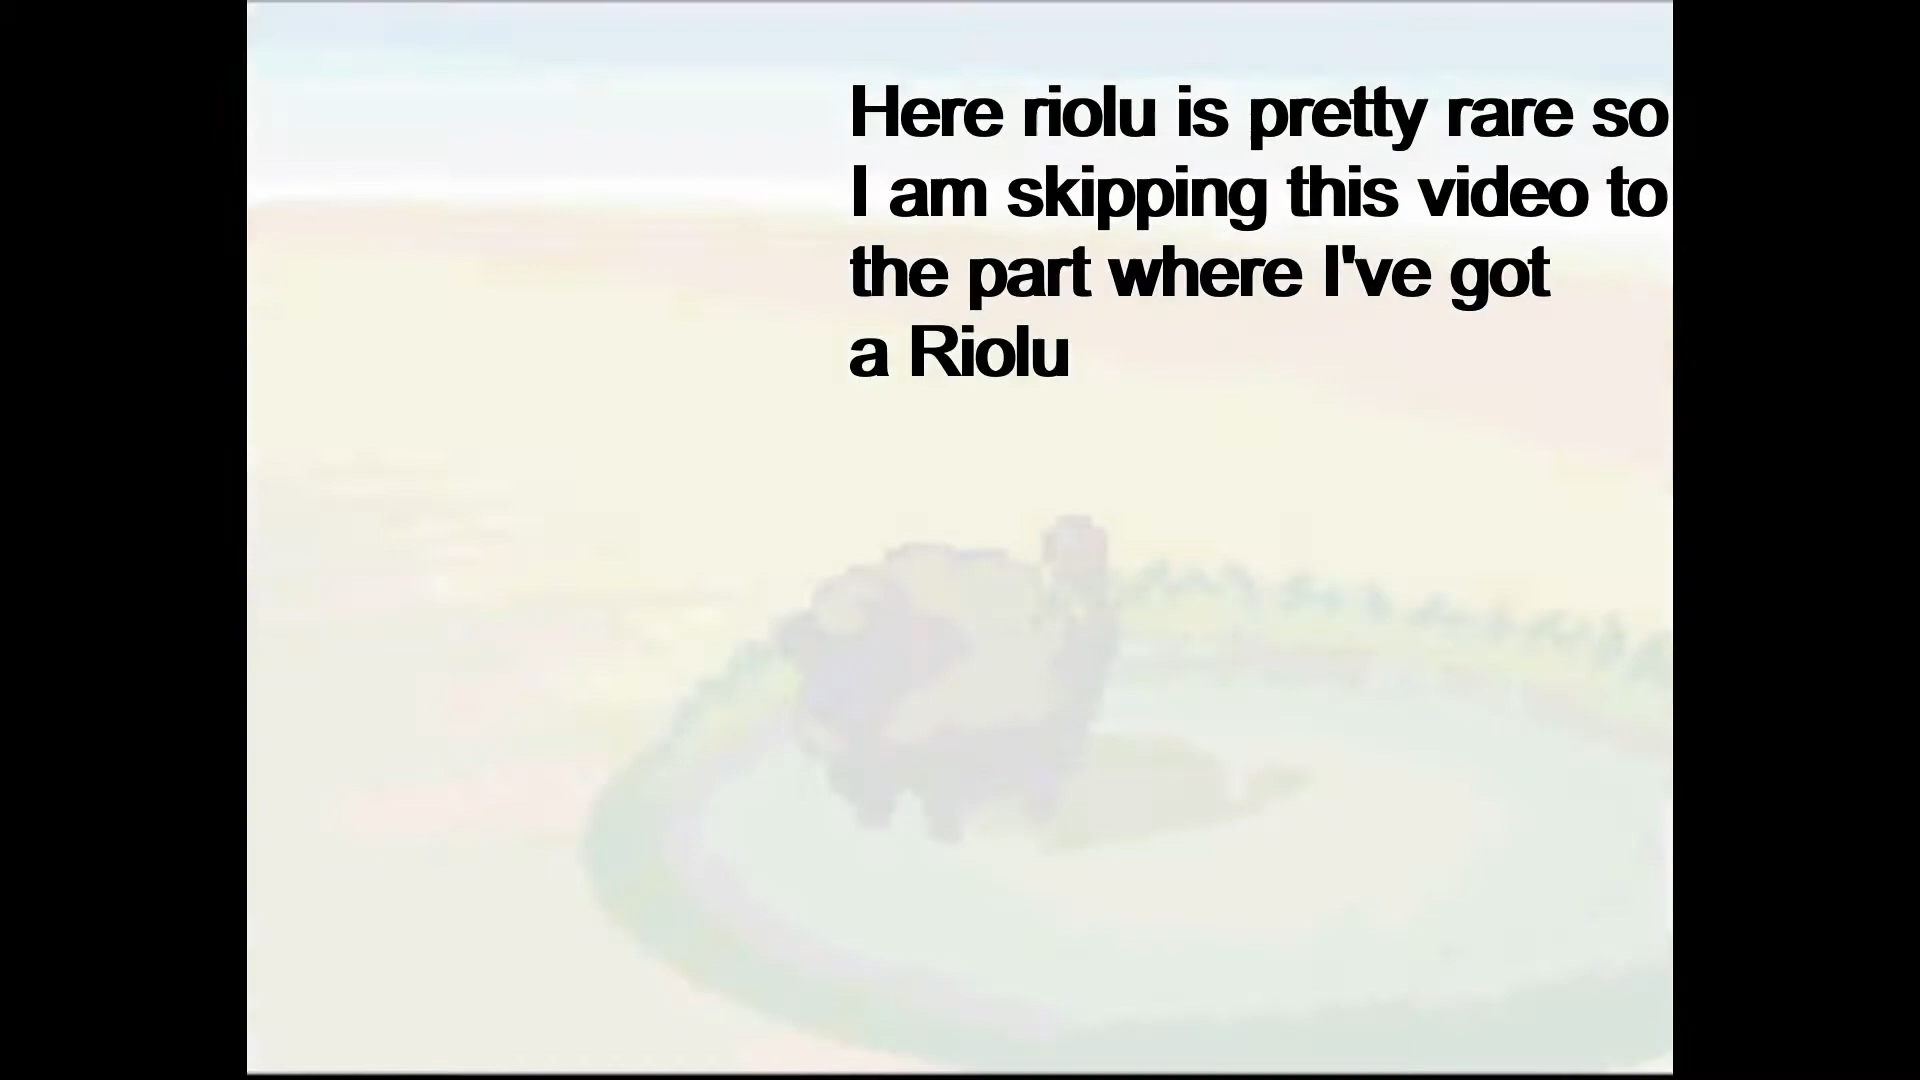 Here riolu is pretty rare so
I am skipping this video to
the part where I've got
a Riolu